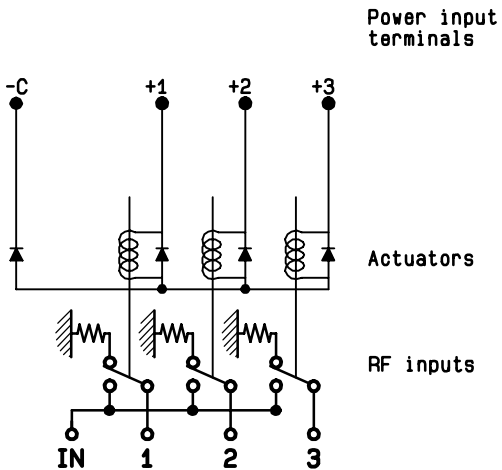 Power input
terminals
-C +1 +2 +3
Actuators
RF inputs
IN 1 2 3